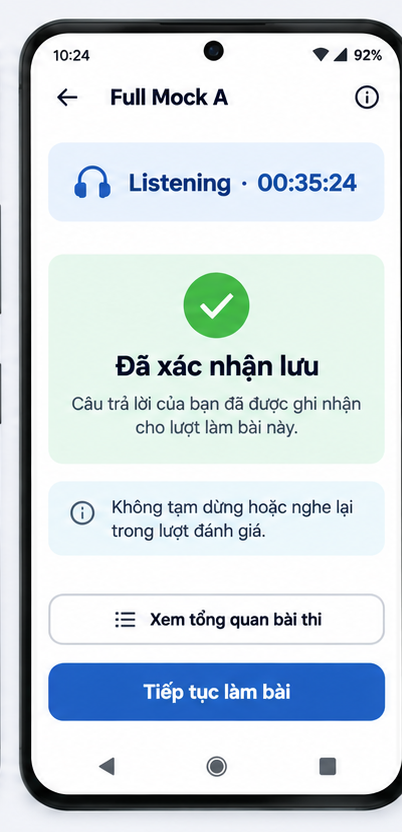 10:24
92%
Full Mock A
Listening · 00:35:24
Đã xác nhận lưu
Câu trả lời của bạn đã được ghi nhận
cho lượt làm bài này.
Không tạm dừng hoặc nghe lại
trong lượt đánh giá.
Xem tổng quan bài thi
Tiếp tục làm bài